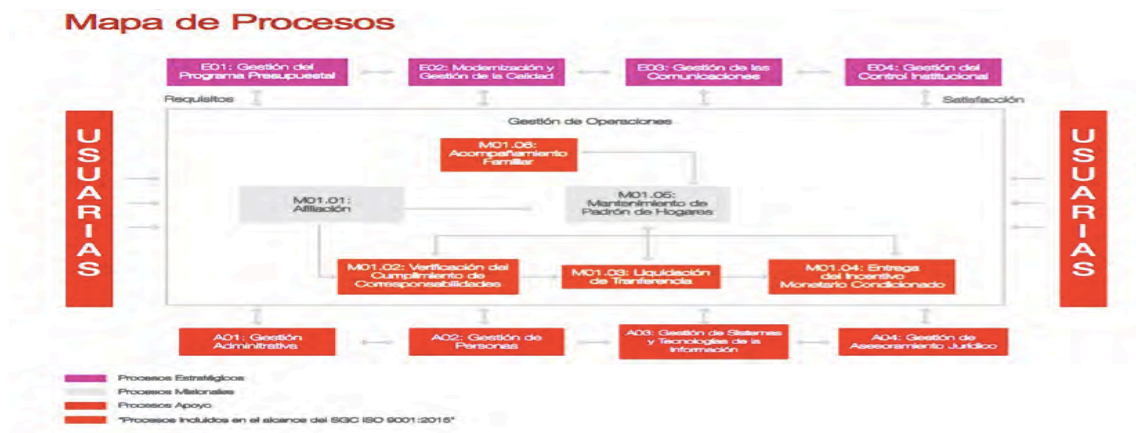 Mapa de Procesos
E01: Gestión del
Programa Presupuestal
E02: Modernización y
Gestión de la Calidad
E03: Gestión de las
Comunicaciones
E04: Gestión del
Control Institucional
Requisitos
Satisfacción
USUARIAS
Gestión de Operaciones
M01.06:
Acompañamiento
Familiar
M01.01:
Afiliación
M01.05:
Mantenimiento de
Padrón de Hogares
M01.02: Verificación del
Cumplimiento de
Corresponsabilidades
M01.03: Liquidación
de Tranferencia
M01.04: Entrega
del Incentivo
Monetario Condicionado
USUARIAS
A01: Gestión
Adminitrativa
A02: Gestión de
Personas
A03: Gestión de Sistemas
y Tecnologías de la
Información
A04: Gestión de
Asesoramiento Jurídico
Procesos Estratégicos
Procesos Misionales
Procesos Apoyo
"Procesos incluidos en el alcance del SGC ISO 9001:2015"